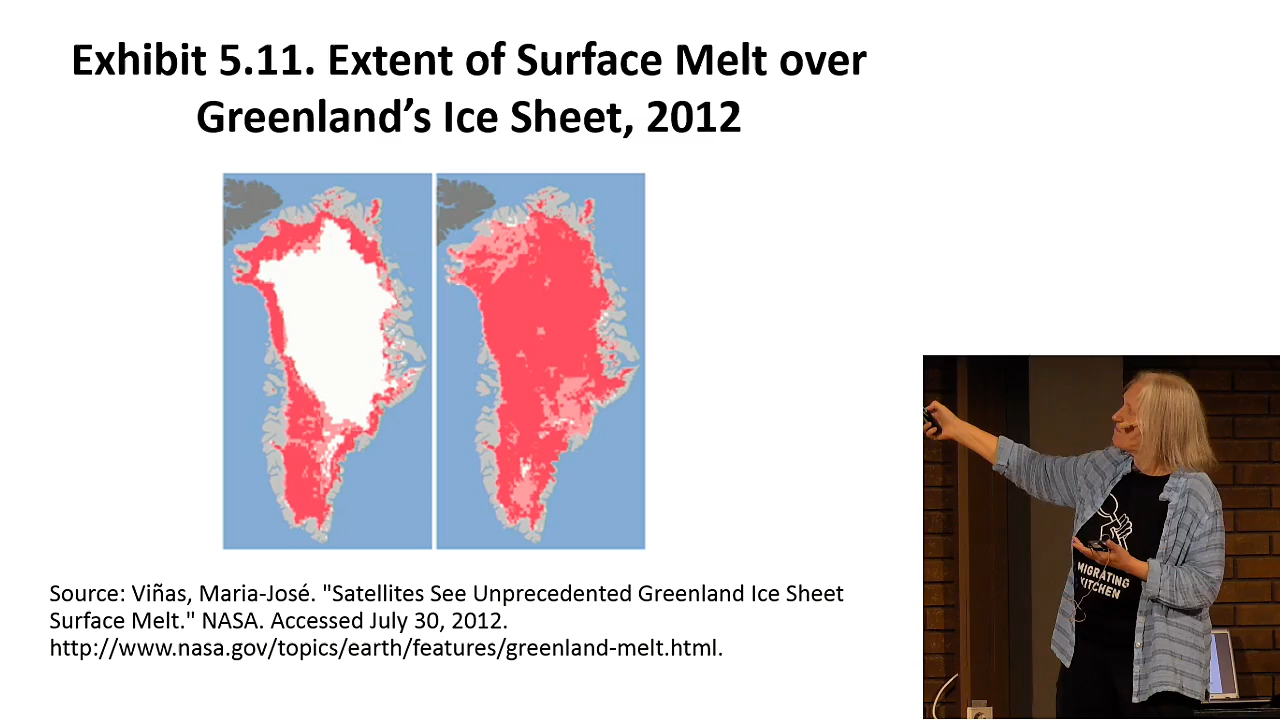 Exhibit 5.11. Extent of Surface Melt over
Greenland’s Ice Sheet, 2012
Source: Viñas, Maria-José. "Satellites See Unprecedented Greenland Ice Sheet
Surface Melt." NASA. Accessed July 30, 2012.
http://www.nasa.gov/topics/earth/features/greenland-melt.html.
MIGRATING
KITCHEN